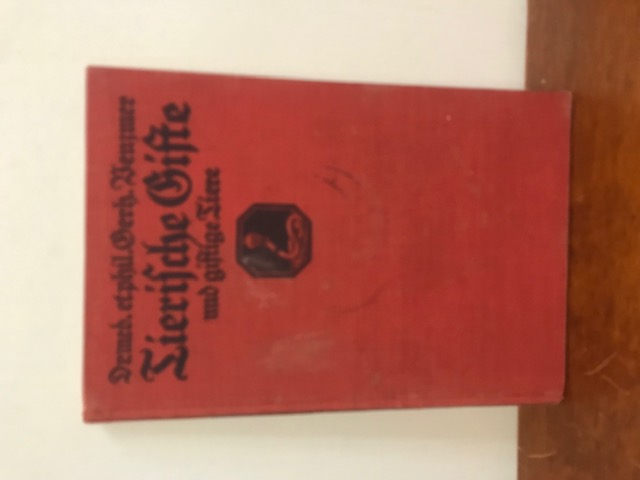 Dr med. et phil. Gerh. Venzmer
Tierische Gifte
und giftige Tiere